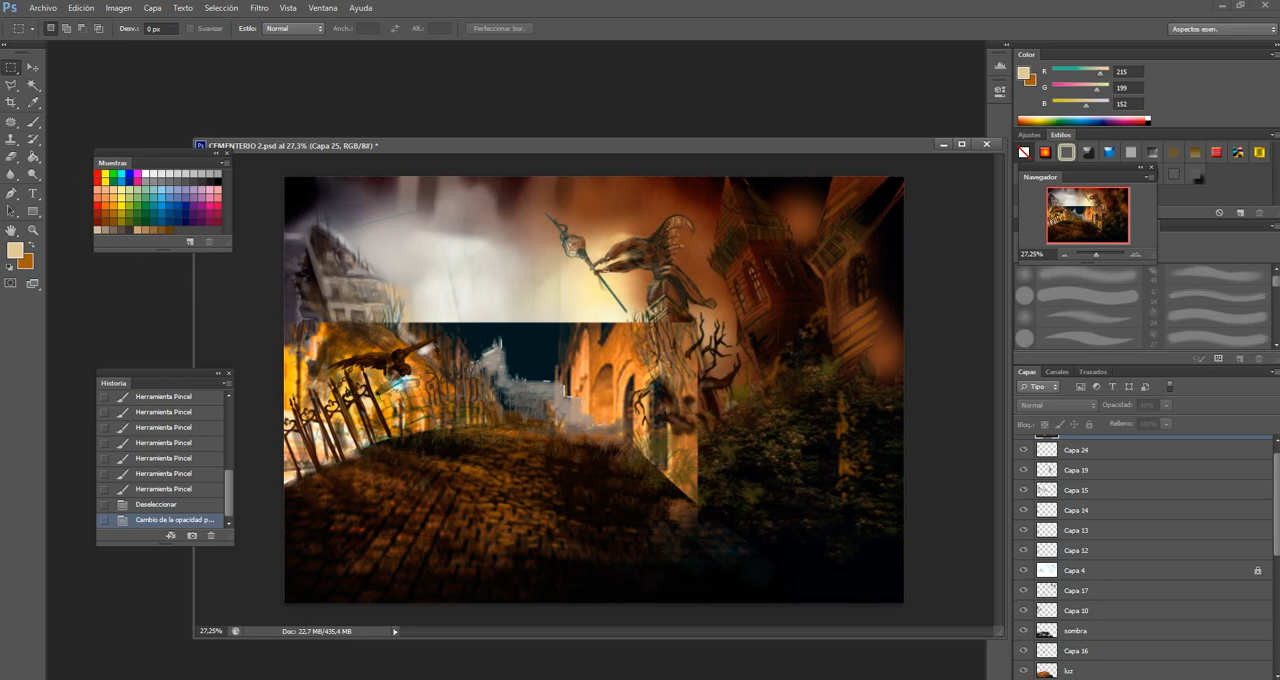 Ps Archivo Edición Imagen Capa Texto Selección Filtro Vista Ventana Ayuda
Desv.: 0 px Suavizar Estilo: Normal Anch.: Alt.: Perfeccionar bor. Aspectos esen.
Color
R 215
G 199
B 152
Ajustes Estilos
CEMENTERIO 2.psd al 27,3% (Capa 25, RGB/8#) *
Muestras
Navegador
27,25%
Historia
Herramienta Pincel
Herramienta Pincel
Herramienta Pincel
Herramienta Pincel
Herramienta Pincel
Herramienta Pincel
Herramienta Pincel
Deseleccionar
Cambio de la opacidad p...
Capas Canales Trazados
Tipo
Normal Opacidad:
Bloq.: Relleno:
Capa 24
Capa 19
Capa 15
Capa 14
Capa 13
Capa 12
Capa 4
Capa 17
Capa 10
sombra
Capa 16
luz
27,25% Doc: 22,7 MB/435,4 MB